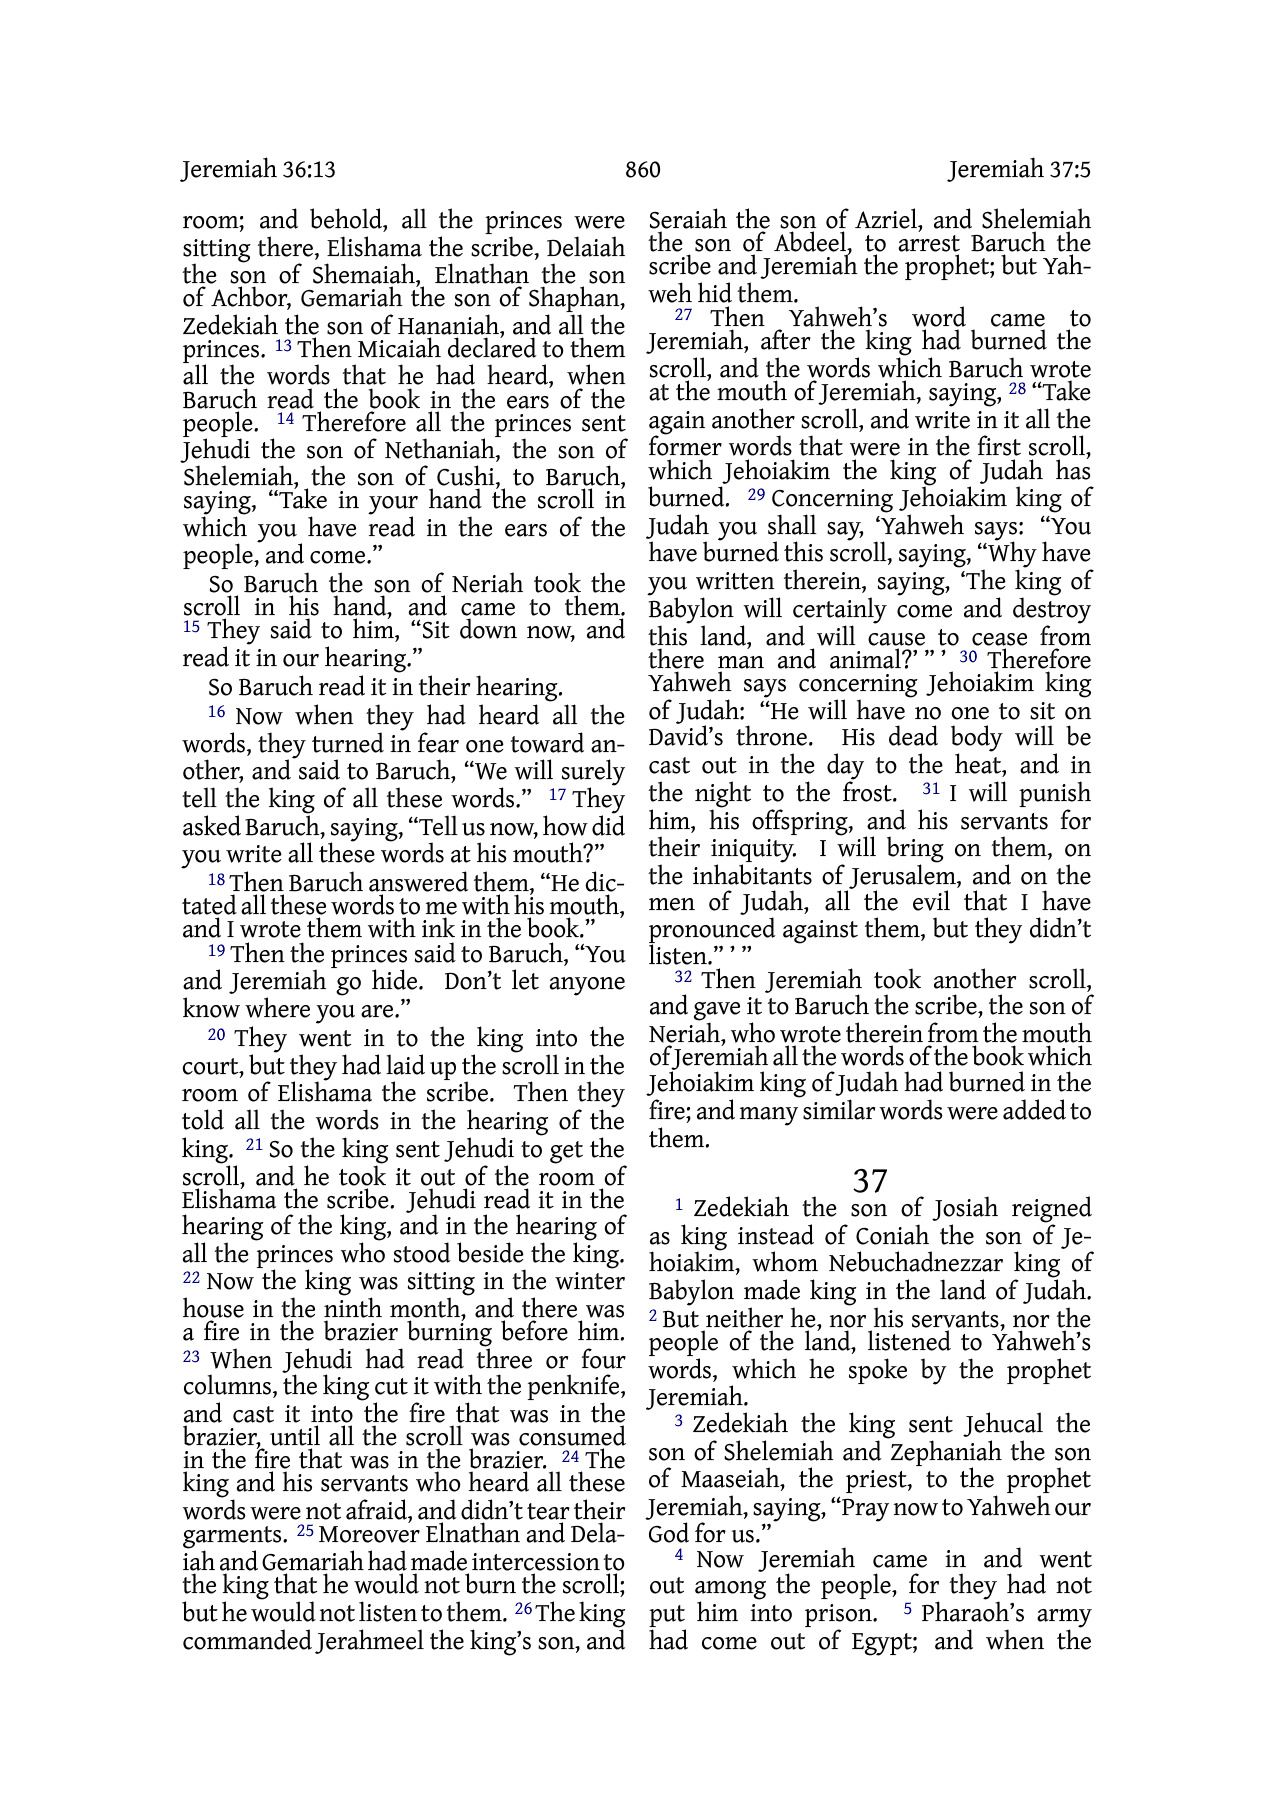 Jeremiah 36:13
860
Jeremiah 37:5
room; and behold, all the princes were
sitting there, Elishama the scribe, Delaiah
the son of Shemaiah, Elnathan the son
of Achbor, Gemariah the son of Shaphan,
Zedekiah the son of Hananiah, and all the
princes. 13 Then Micaiah declared to them
all the words that he had heard, when
Baruch read the book in the ears of the
people. 14 Therefore all the princes sent
Jehudi the son of Nethaniah, the son of
Shelemiah, the son of Cushi, to Baruch,
saying, “Take in your hand the scroll in
which you have read in the ears of the
people, and come.”
So Baruch the son of Neriah took the
scroll in his hand, and came to them.
15 They said to him, “Sit down now, and
read it in our hearing.”
So Baruch read it in their hearing.
16 Now when they had heard all the
words, they turned in fear one toward an-
other, and said to Baruch, “We will surely
tell the king of all these words.” 17 They
asked Baruch, saying, “Tell us now, how did
you write all these words at his mouth?”
18 Then Baruch answered them, “He dic-
tated all these words to me with his mouth,
and I wrote them with ink in the book.”
19 Then the princes said to Baruch, “You
and Jeremiah go hide. Don’t let anyone
know where you are.”
20 They went in to the king into the
court, but they had laid up the scroll in the
room of Elishama the scribe. Then they
told all the words in the hearing of the
king. 21 So the king sent Jehudi to get the
scroll, and he took it out of the room of
Elishama the scribe. Jehudi read it in the
hearing of the king, and in the hearing of
all the princes who stood beside the king.
22 Now the king was sitting in the winter
house in the ninth month, and there was
a fire in the brazier burning before him.
23 When Jehudi had read three or four
columns, the king cut it with the penknife,
and cast it into the fire that was in the
brazier, until all the scroll was consumed
in the fire that was in the brazier. 24 The
king and his servants who heard all these
words were not afraid, and didn’t tear their
garments. 25 Moreover Elnathan and Dela-
iah and Gemariah had made intercession to
the king that he would not burn the scroll;
but he would not listen to them. 26 The king
commanded Jerahmeel the king’s son, and
Seraiah the son of Azriel, and Shelemiah
the son of Abdeel, to arrest Baruch the
scribe and Jeremiah the prophet; but Yah-
weh hid them.
27 Then Yahweh’s word came to
Jeremiah, after the king had burned the
scroll, and the words which Baruch wrote
at the mouth of Jeremiah, saying, 28 “Take
again another scroll, and write in it all the
former words that were in the first scroll,
which Jehoiakim the king of Judah has
burned. 29 Concerning Jehoiakim king of
Judah you shall say, ‘Yahweh says: “You
have burned this scroll, saying, “Why have
you written therein, saying, ‘The king of
Babylon will certainly come and destroy
this land, and will cause to cease from
there man and animal?’ ” ’ 30 Therefore
Yahweh says concerning Jehoiakim king
of Judah: “He will have no one to sit on
David’s throne. His dead body will be
cast out in the day to the heat, and in
the night to the frost. 31 I will punish
him, his offspring, and his servants for
their iniquity. I will bring on them, on
the inhabitants of Jerusalem, and on the
men of Judah, all the evil that I have
pronounced against them, but they didn’t
listen.” ’ ”
32 Then Jeremiah took another scroll,
and gave it to Baruch the scribe, the son of
Neriah, who wrote therein from the mouth
of Jeremiah all the words of the book which
Jehoiakim king of Judah had burned in the
fire; and many similar words were added to
them.
37
1 Zedekiah the son of Josiah reigned
as king instead of Coniah the son of Je-
hoiakim, whom Nebuchadnezzar king of
Babylon made king in the land of Judah.
2 But neither he, nor his servants, nor the
people of the land, listened to Yahweh’s
words, which he spoke by the prophet
Jeremiah.
3 Zedekiah the king sent Jehucal the
son of Shelemiah and Zephaniah the son
of Maaseiah, the priest, to the prophet
Jeremiah, saying, “Pray now to Yahweh our
God for us.”
4 Now Jeremiah came in and went
out among the people, for they had not
put him into prison. 5 Pharaoh’s army
had come out of Egypt; and when the